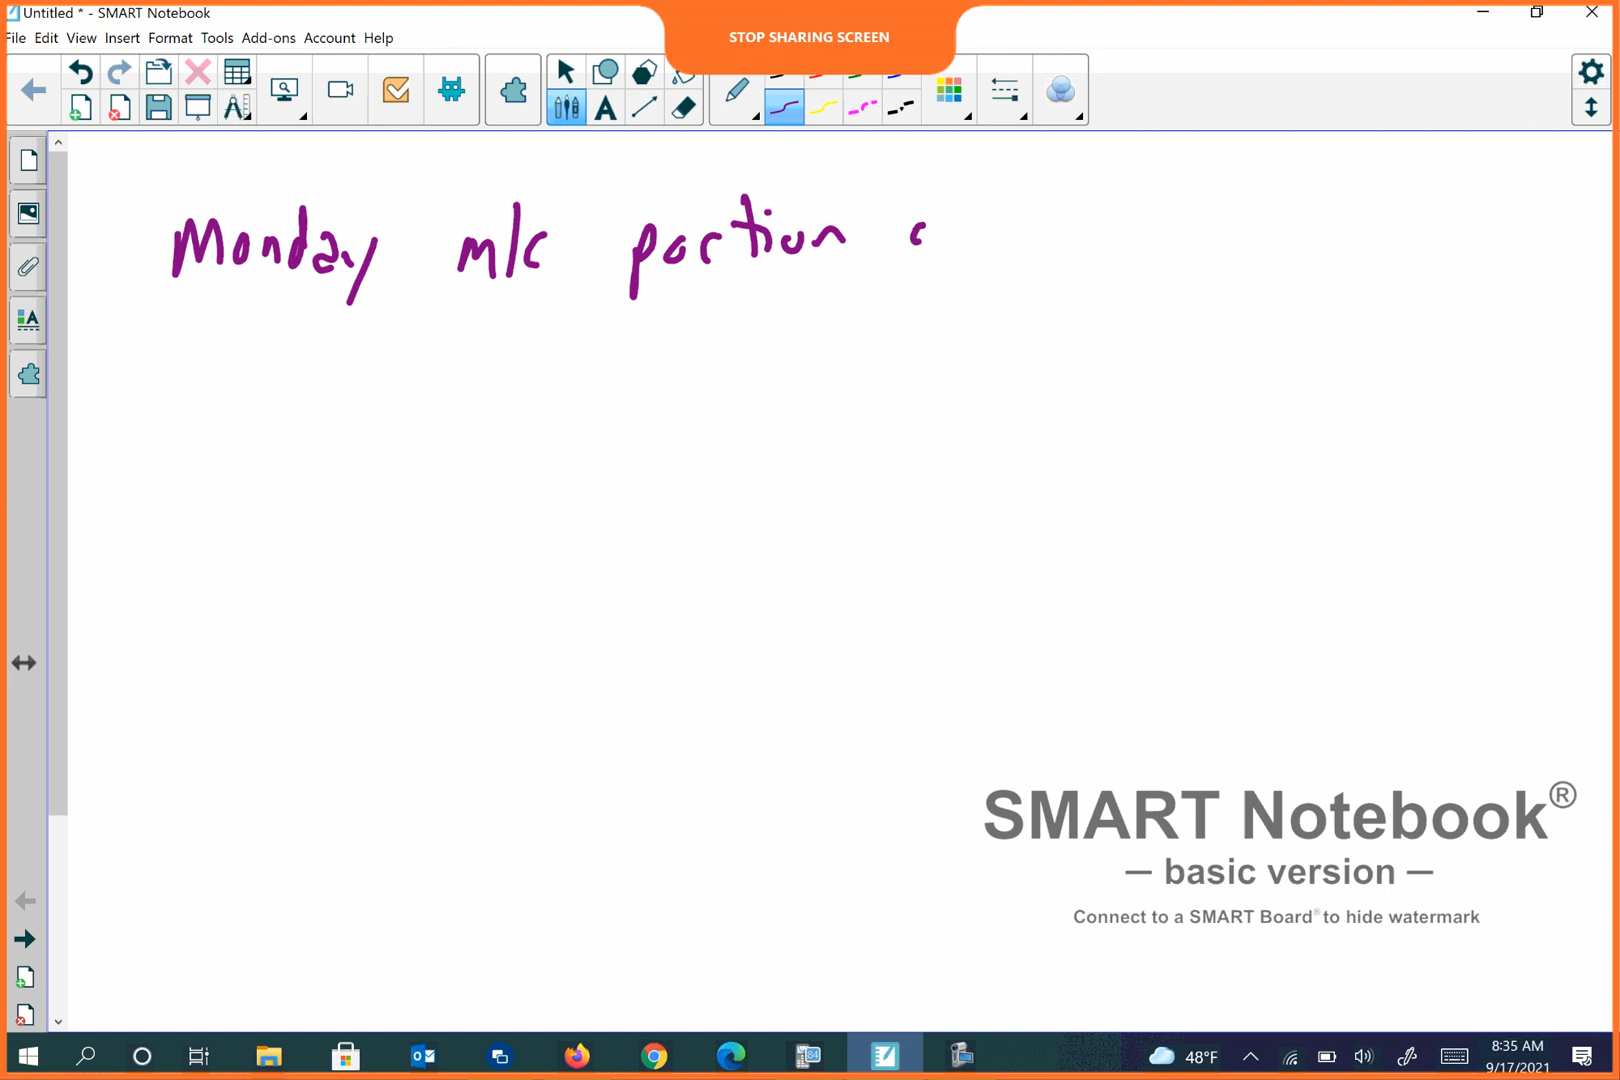 Untitled * - SMART Notebook
STOP SHARING SCREEN
File Edit View Insert Format Tools Add-ons Account Help
Monday m/c portion
SMART Notebook®
— basic version —
Connect to a SMART Board® to hide watermark
84
48°F
8:35 AM
9/17/2021